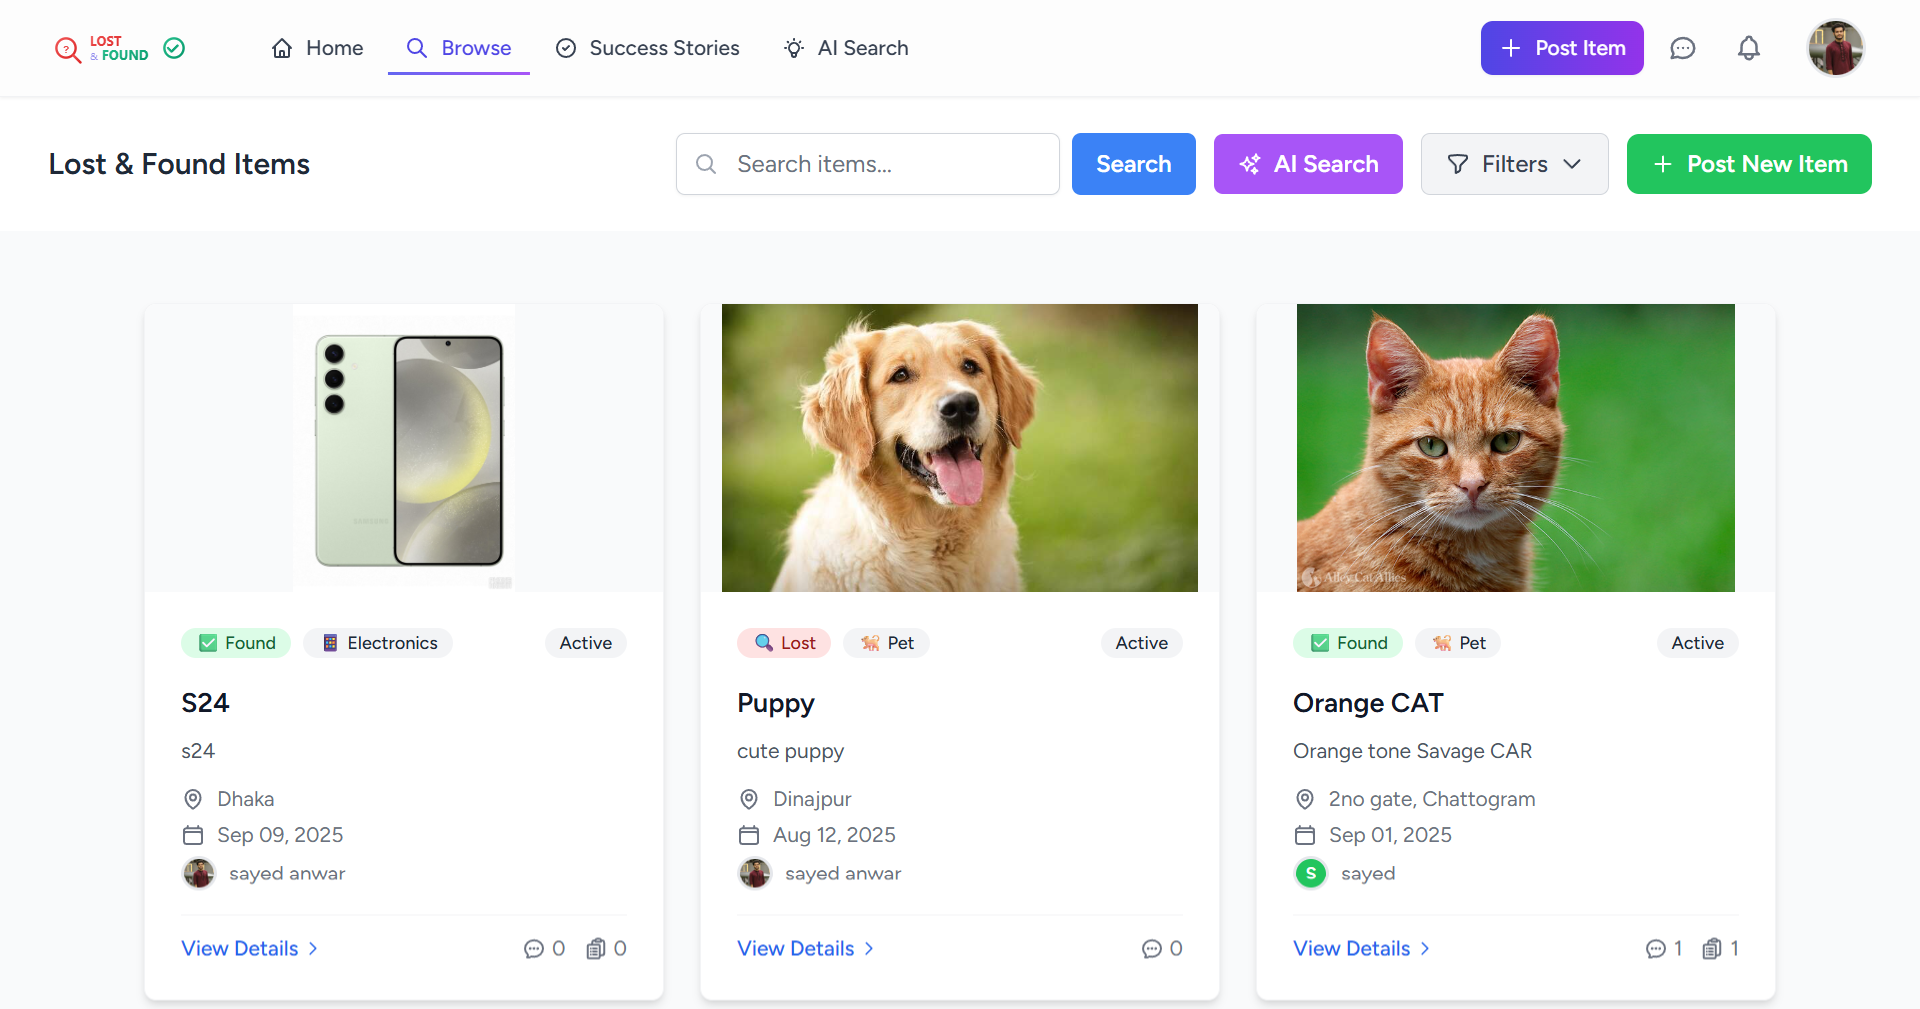 LOST
& FOUND
Home
Browse
Success Stories
AI Search
Post Item
Lost & Found Items
Search items...
Search
AI Search
Filters
Post New Item
SAMSUNG
Alley Cat Allies
Found
Electronics
Active
S24
s24
Dhaka
Sep 09, 2025
sayed anwar
View Details
0
0
Lost
Pet
Active
Puppy
cute puppy
Dinajpur
Aug 12, 2025
sayed anwar
View Details
0
Found
Pet
Active
Orange CAT
Orange tone Savage CAR
2no gate, Chattogram
Sep 01, 2025
S
sayed
View Details
1
1